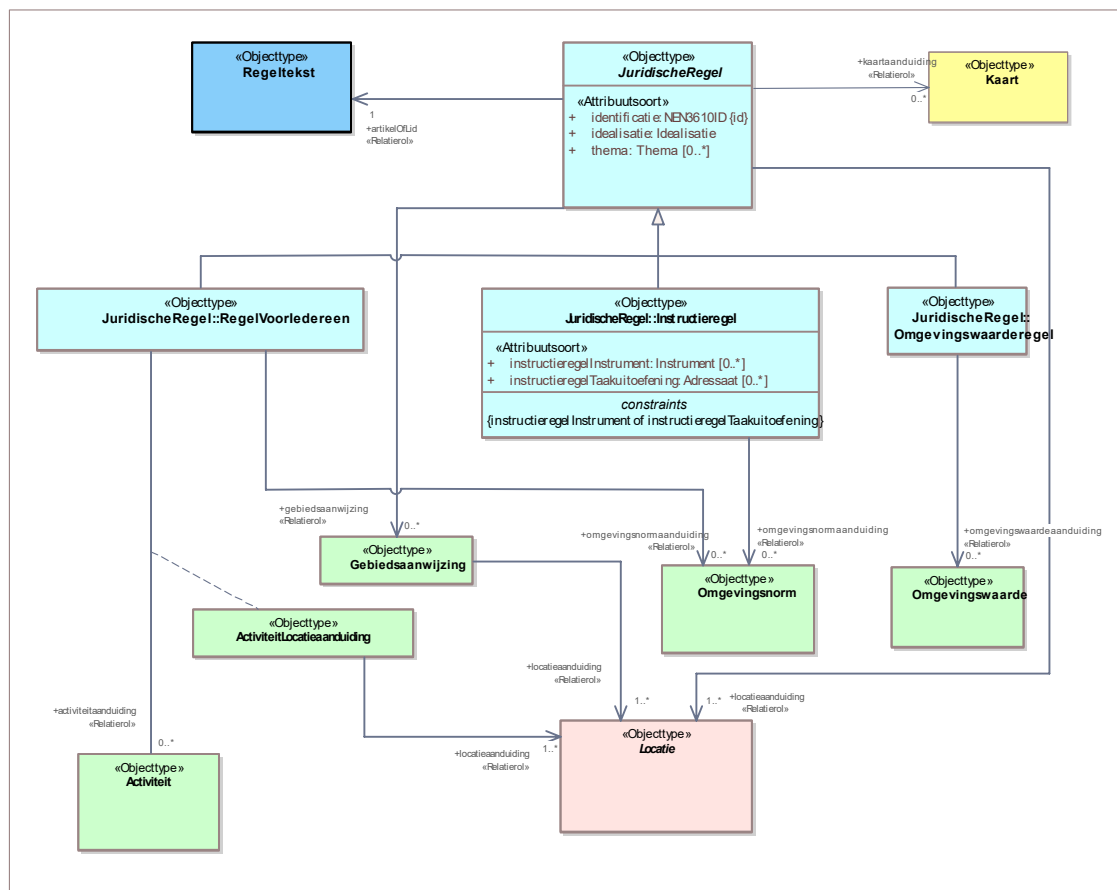 «Objecttype»
Regeltekst
«Objecttype»
JuridischeRegel
«Attribuutsoort»
+ identificatie: NEN3610ID {id}
+ idealisatie: Idealisatie
+ thema: Thema [0..*]
«Objecttype»
Kaart
+kaartaanduiding
«Relatierol»
0..*
1
+artikelOfLid
«Relatierol»
«Objecttype»
JuridischeRegel::RegelVoorIedereen
«Objecttype»
JuridischeRegel::Instructieregel
«Attribuutsoort»
+ instructieregelInstrument: Instrument [0..*]
+ instructieregelTaakuitoefening: Adressaat [0..*]
constraints
{instructieregelInstrument of instructieregelTaakuitoefening}
«Objecttype»
JuridischeRegel::
Omgevingswaarderegel
+gebiedsaanwijzing
«Relatierol»
0..*
+omgevingsnormaanduiding
«Relatierol»
0..*
+omgevingsnormaanduiding
«Relatierol»
0..*
+omgevingswaardeaanduiding
«Relatierol»
0..*
«Objecttype»
Gebiedsaanwijzing
«Objecttype»
Omgevingsnorm
«Objecttype»
Omgevingswaarde
«Objecttype»
ActiviteitLocatieaanduiding
+locatieaanduiding
«Relatierol»
1..*
+locatieaanduiding
«Relatierol»
1..*
+activiteitaanduiding
«Relatierol»
0..*
+locatieaanduiding
«Relatierol»
1..*
«Objecttype»
Locatie
«Objecttype»
Activiteit